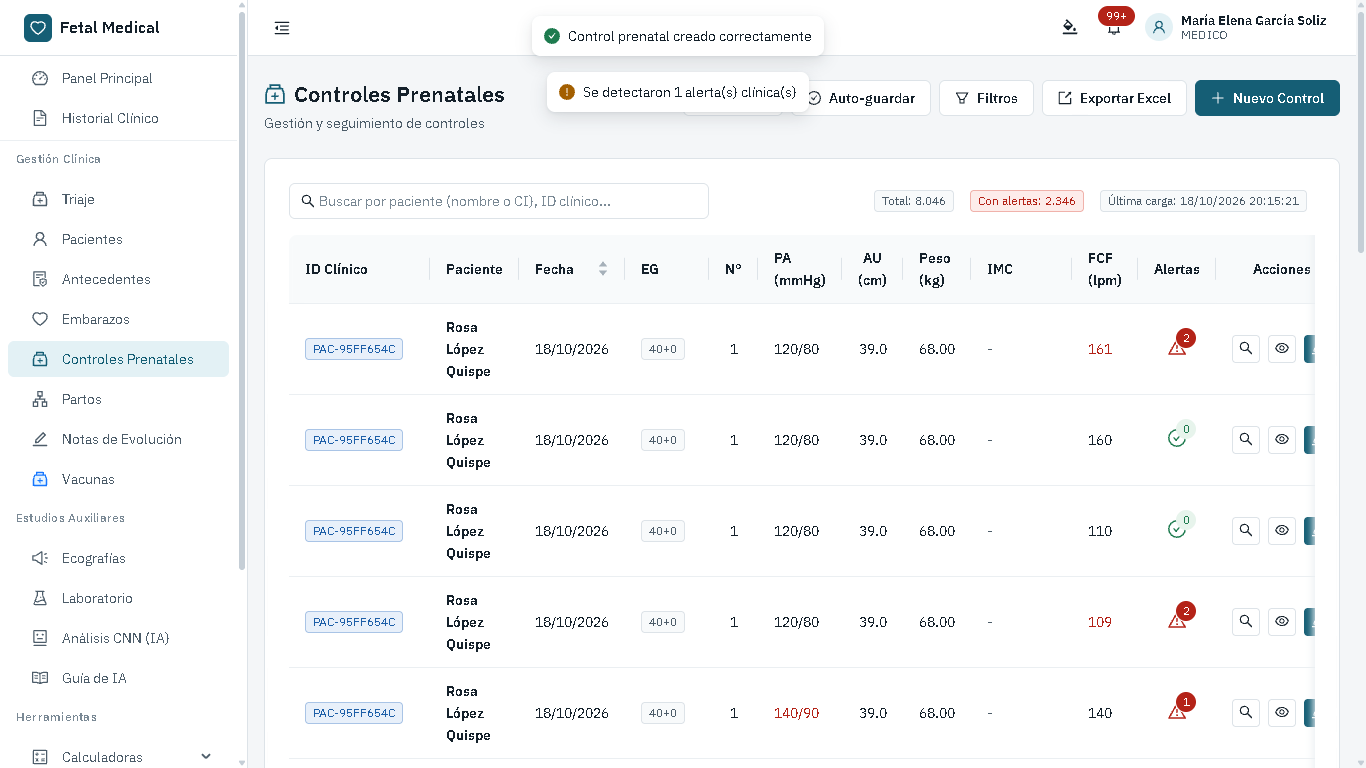 Fetal Medical
Control prenatal creado correctamente
99+
María Elena García Soliz
MEDICO
Panel Principal
Historial Clínico
Gestión Clínica
Triaje
Pacientes
Antecedentes
Embarazos
Controles Prenatales
Partos
Notas de Evolución
Vacunas
Estudios Auxiliares
Ecografías
Laboratorio
Análisis CNN (IA)
Guía de IA
Herramientas
Calculadoras
Controles Prenatales
Gestión y seguimiento de controles
Se detectaron 1 alerta(s) clínica(s)
Auto-guardar
Filtros
Exportar Excel
Nuevo Control
Buscar por paciente (nombre o CI), ID clínico...
Total: 8.046
Con alertas: 2.346
Última carga: 18/10/2026 20:15:21
ID Clínico Paciente Fecha EG Nº PA (mmHg) AU (cm) Peso (kg) IMC FCF (lpm) Alertas Acciones
PAC-95FF654C Rosa López Quispe 18/10/2026 40+0 1 120/80 39.0 68.00 - 161 2
PAC-95FF654C Rosa López Quispe 18/10/2026 40+0 1 120/80 39.0 68.00 - 160 0
PAC-95FF654C Rosa López Quispe 18/10/2026 40+0 1 120/80 39.0 68.00 - 110 0
PAC-95FF654C Rosa López Quispe 18/10/2026 40+0 1 120/80 39.0 68.00 - 109 2
PAC-95FF654C Rosa López Quispe 18/10/2026 40+0 1 140/90 39.0 68.00 - 140 1